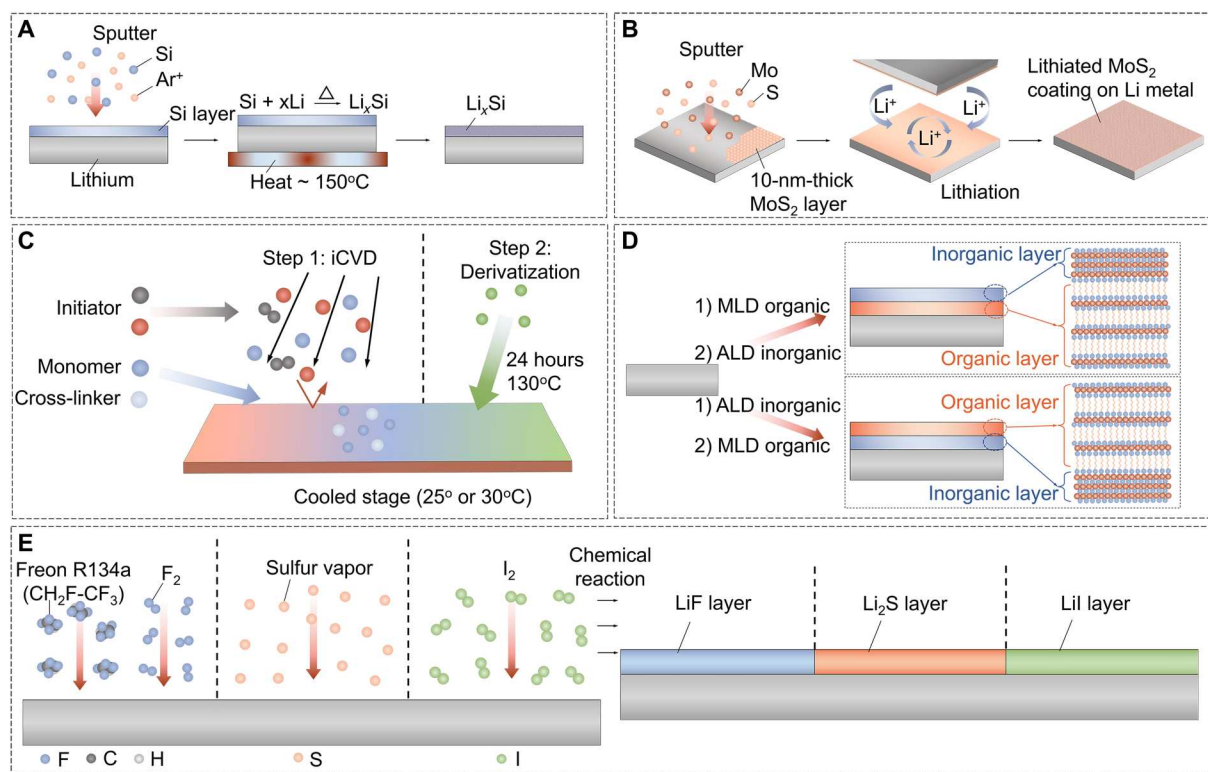 A
Sputter
Si
Ar⁺
Si layer
Lithium
Si + xLi △→ LiₓSi
Heat ~ 150°C
LiₓSi
B
Sputter
Mo
S
10-nm-thick
MoS₂ layer
Li⁺
Li⁺
Li⁺
Lithiation
Lithiated MoS₂
coating on Li metal
C
Step 1: iCVD
Step 2:
Derivatization
Initiator
Monomer
Cross-linker
24 hours
130°C
Cooled stage (25° or 30°C)
D
1) MLD organic
2) ALD inorganic
Inorganic layer
Organic layer
1) ALD inorganic
2) MLD organic
Organic layer
Inorganic layer
E
Freon R134a
(CH₂F-CF₃)
F₂
Sulfur vapor
I₂
Chemical
reaction
LiF layer
Li₂S layer
LiI layer
F
C
H
S
I